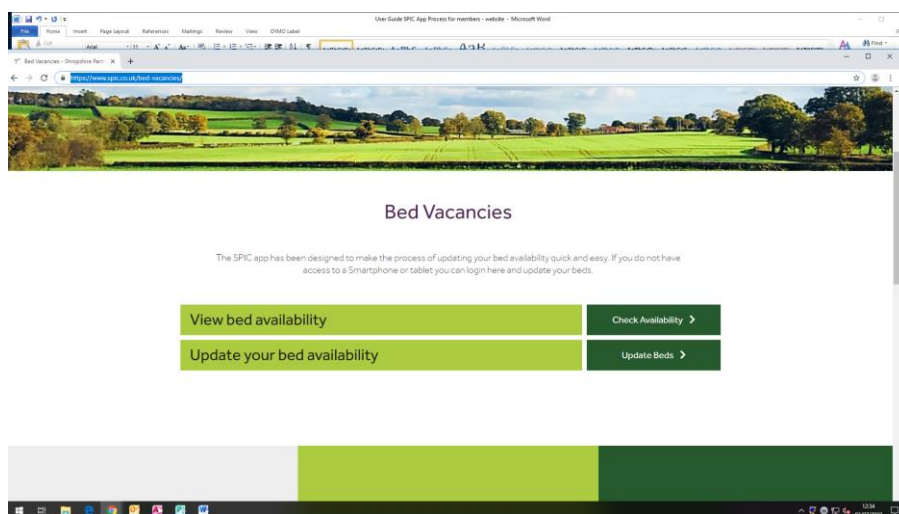 User Guide SPIC App Process for members - website - Microsoft Word
File Home Insert Page Layout References Mailings Review View DYMO Label
Cut Arial 11 Find
Bed Vacancies - Shropshire Part
https://www.spic.co.uk/bed-vacancies/
Bed Vacancies
The SPIC app has been designed to make the process of updating your bed availability quick and easy. If you do not have
access to a Smartphone or tablet you can login here and update your beds.
View bed availability Check Availability
Update your bed availability Update Beds
12:34